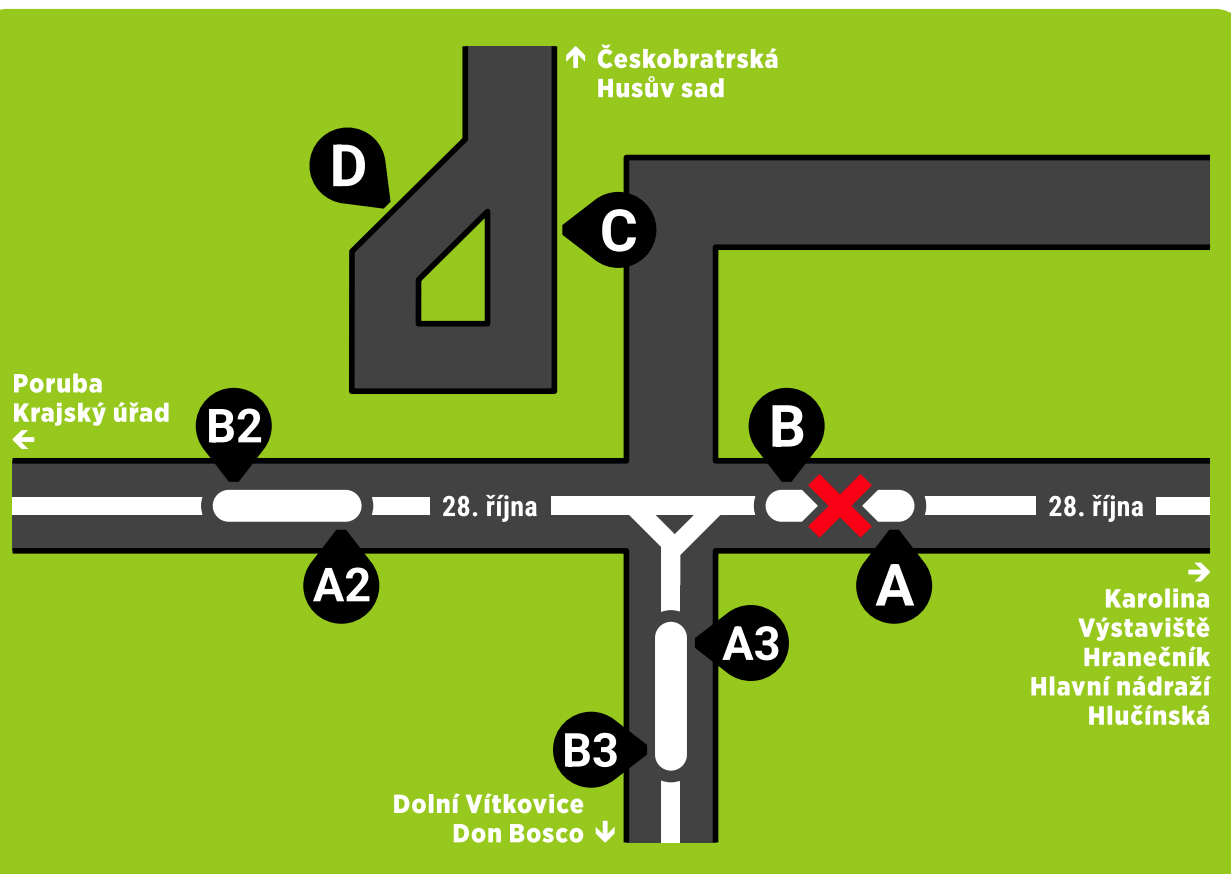 ↑ Českobratrská
Husův sad
D
C
Poruba
Krajský úřad
←
B2
B
28. října
28. října
A2
A
→
Karolina
Výstaviště
Hranečník
Hlavní nádraží
Hlučínská
A3
B3
Dolní Vítkovice
Don Bosco ↓